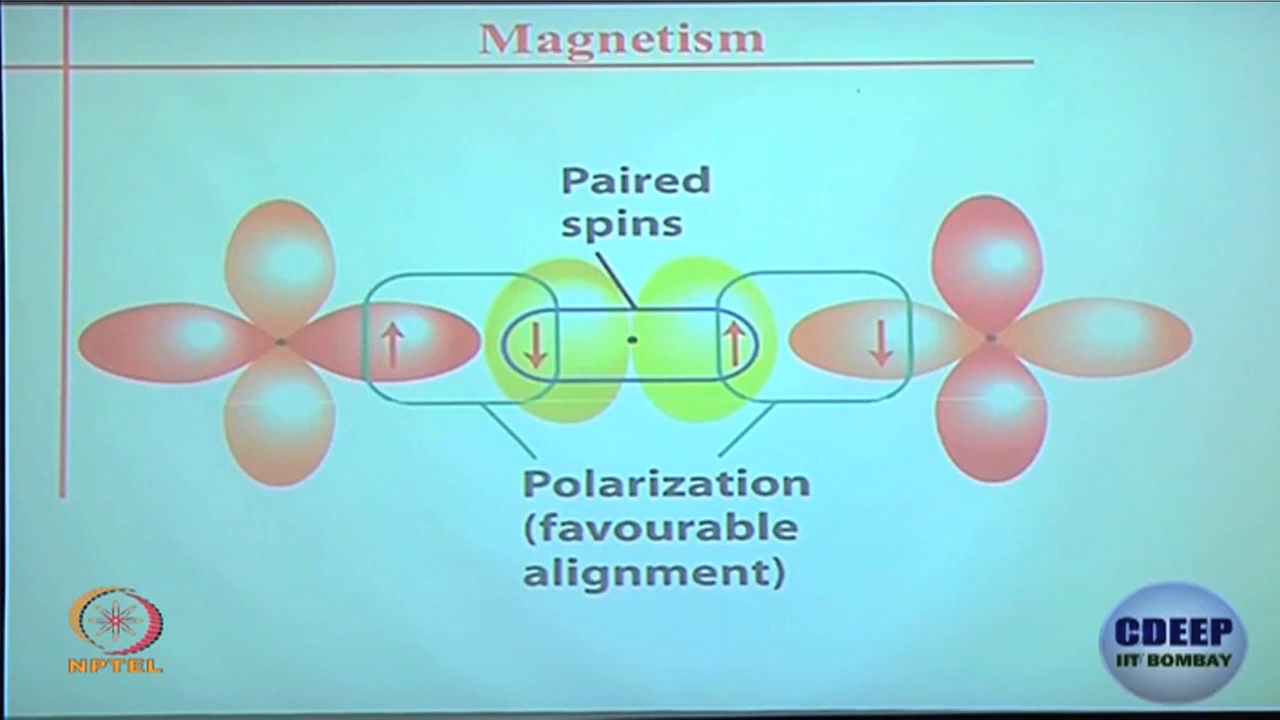 Magnetism
Paired
spins
Polarization
(favourable
alignment)
NPTEL
CDEEP
IIT BOMBAY